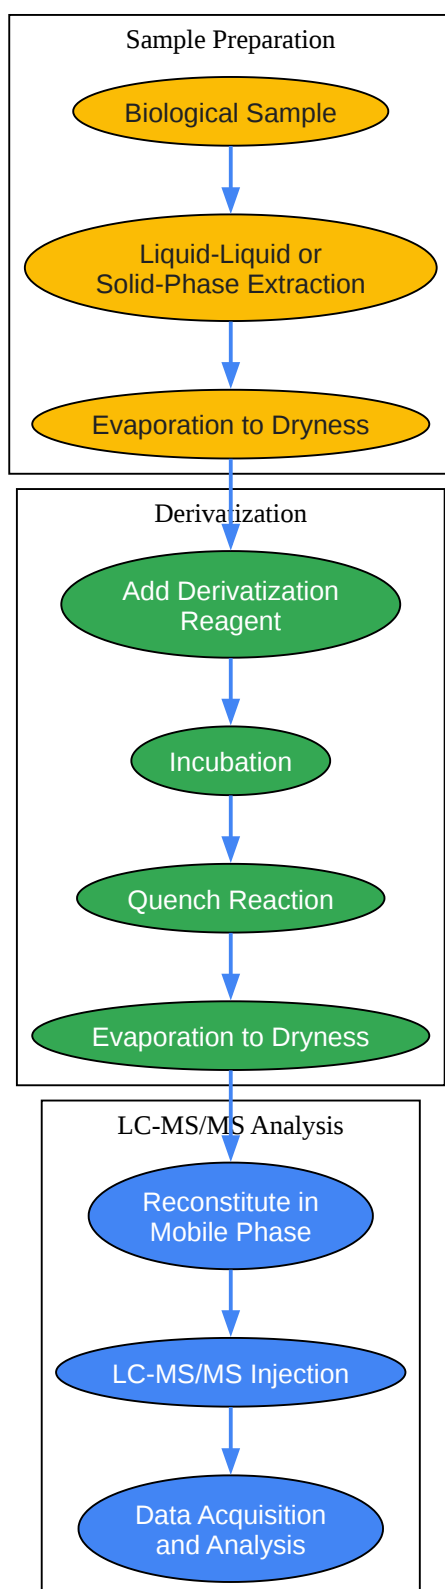 Sample Preparation
Biological Sample
Liquid-Liquid or
Solid-Phase Extraction
Evaporation to Dryness
Derivatization
Add Derivatization
Reagent
Incubation
Quench Reaction
Evaporation to Dryness
LC-MS/MS Analysis
Reconstitute in
Mobile Phase
LC-MS/MS Injection
Data Acquisition
and Analysis